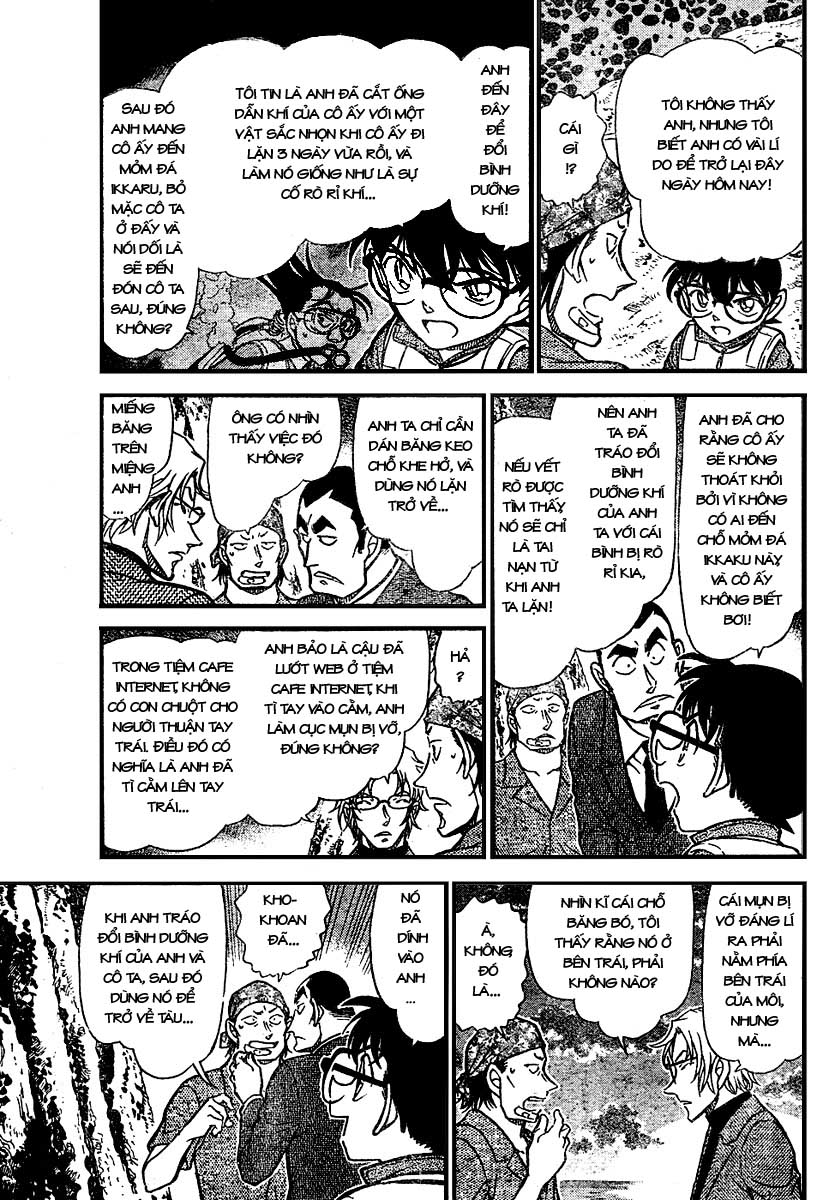 TÔI KHÔNG THẤY
ANH, NHƯNG TÔI
BIẾT ANH CÓ VÀI LÍ
DO ĐỂ TRỞ LẠI ĐÂY
NGÀY HÔM NAY!
CÁI
GÌ
!?
ANH
ĐẾN
ĐÂY
ĐỂ
ĐỔI
BÌNH
DƯỠNG
KHÍ!
TÔI TIN LÀ ANH ĐÃ CẮT ỐNG
DẪN KHÍ CỦA CÔ ẤY VỚI MỘT
VẬT SẮC NHỌN KHI CÔ ẤY ĐI
LẶN 3 NGÀY VỪA RỒI, VÀ
LÀM NÓ GIỐNG NHƯ LÀ SỰ
CỐ RÒ RỈ KHÍ...
SAU ĐÓ
ANH MANG
CÔ ẤY ĐẾN
MỎM ĐÁ
IKKARU, BỎ
MẶC CÔ TA
Ở ĐẤY VÀ
NÓI DỐI LÀ
SẼ ĐẾN
ĐÓN CÔ TA
SAU, ĐÚNG
KHÔNG?
ANH ĐÃ CHO
RẰNG CÔ ẤY
SẼ KHÔNG
THOÁT KHỎI
BỞI VÌ KHÔNG
CÓ AI ĐẾN
CHỖ MỎM ĐÁ
IKKAKU NÀY,
VÀ CÔ ẤY
KHÔNG BIẾT
BƠI!
NÊN ANH
TA ĐÃ
TRÁO ĐỔI
BÌNH
DƯỠNG KHÍ
CỦA ANH
TA VỚI CÁI
BÌNH BỊ RÒ
RỈ KIA,
NẾU VẾT
RÒ ĐƯỢC
TÌM THẤY,
NÓ SẼ CHỈ
LÀ TAI
NẠN TỪ
KHI ANH
TA LẶN!
ANH TA CHỈ CẦN
DÁN BĂNG KEO
CHỖ KHE HỞ, VÀ
DÙNG NÓ LẶN
TRỞ VỀ...
ÔNG CÓ NHÌN
THẤY VIỆC ĐÓ
KHÔNG?
MIẾNG
BĂNG
TRÊN
MIỆNG
ANH
...
HẢ
?
ANH BẢO LÀ CẬU ĐÃ
LƯỚT WEB Ở TIỆM
CAFE INTERNET, KHI
TÌ TAY VÀO CẰM, ANH
LÀM CỤC MỤN BỊ VỠ,
ĐÚNG KHÔNG?
TRONG TIỆM CAFE
INTERNET, KHÔNG
CÓ CON CHUỘT CHO
NGƯỜI THUẬN TAY
TRÁI. ĐIỀU ĐÓ CÓ
NGHĨA LÀ ANH ĐÃ
TÌ CẰM LÊN TAY
TRÁI...
CÁI MỤN BỊ
VỠ ĐÁNG LÍ
RA PHẢI
NẰM PHÍA
BÊN TRÁI
CỦA MÔI,
NHƯNG
MÀ...
NHÌN KĨ CÁI CHỖ
BĂNG BÓ, TÔI
THẤY RẰNG NÓ Ở
BÊN TRÁI, PHẢI
KHÔNG NÀO?
À,
KHÔNG,
ĐÓ
LÀ...
NÓ
ĐÃ
DÍNH
VÀO
ANH
...
KHO-
KHOAN
ĐÃ...
KHI ANH TRÁO
ĐỔI BÌNH DƯỠNG
KHÍ CỦA ANH VÀ
CÔ TA, SAU ĐÓ
DÙNG NÓ ĐỂ
TRỞ VỀ TÀU...